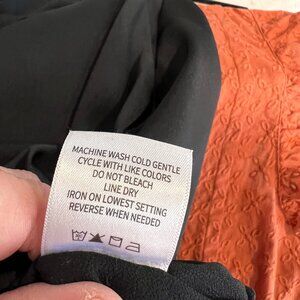 MACHINE WASH COLD GENTLE
CYCLE WITH LIKE COLORS
DO NOT BLEACH
LINE DRY
IRON ON LOWEST SETTING
REVERSE WHEN NEEDED